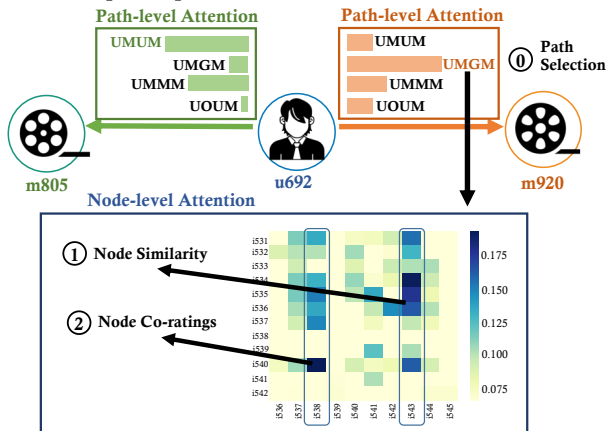 Path-level Attention
Path-level Attention
UMUM
UMGM
UMMM
UOUM
UMUM
UMGM
UMMM
UOUM
0 Path
Selection
m805
u692
m920
Node-level Attention
1 Node Similarity
2 Node Co-ratings
i531
i532
i533
i534
i535
i536
i537
i538
i539
i540
i541
i542
i536
i537
i538
i539
i540
i541
i542
i543
i544
i545
0.175
0.150
0.125
0.100
0.075